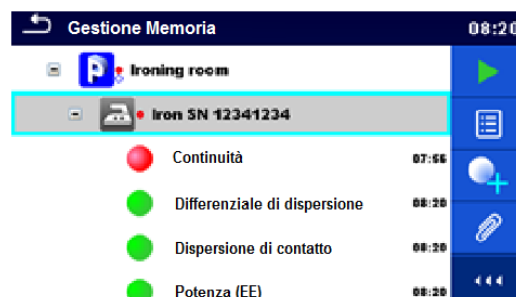 Gestione Memoria 08:20
Ironing room
Iron SN 12341234
Continuità 07:56
Differenziale di dispersione 08:20
Dispersione di contatto 08:20
Potenza (EE) 08:20